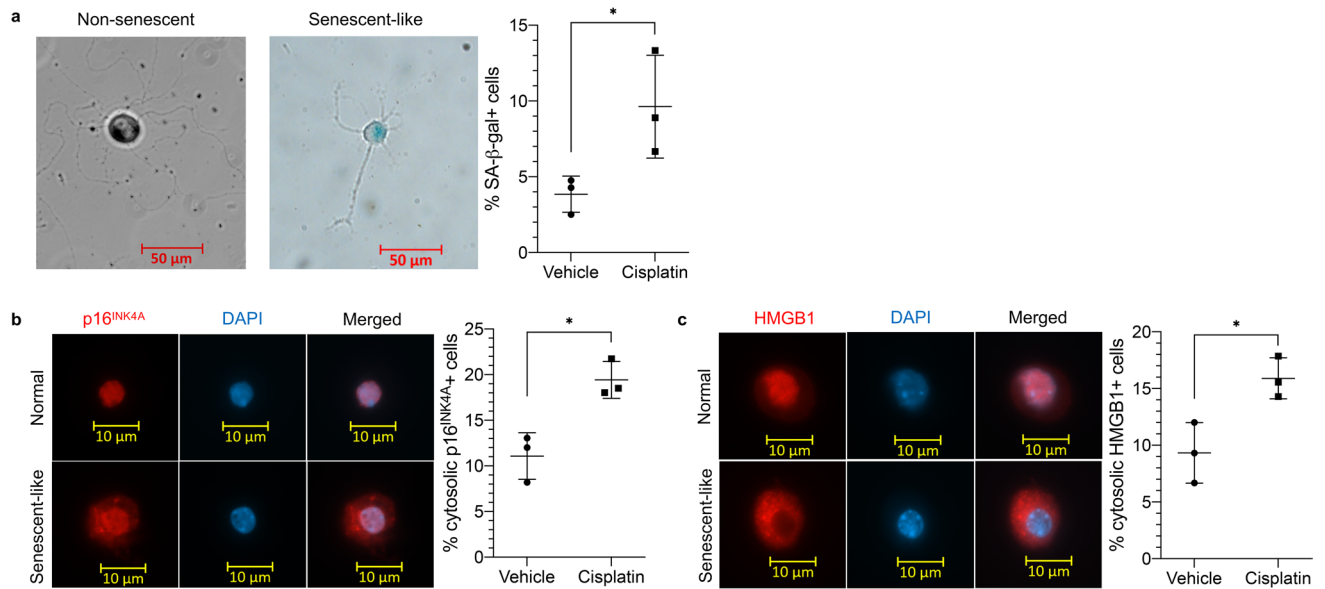 a
Non-senescent
Senescent-like
50 µm
50 µm
% SA-β-gal+ cells
15
10
5
0
*
Vehicle
Cisplatin
b
p16INK4A
DAPI
Merged
Normal
10 µm
10 µm
10 µm
Senescent-like
10 µm
10 µm
10 µm
% cytosolic p16INK4A+ cells
25
20
15
10
5
0
*
Vehicle
Cisplatin
c
HMGB1
DAPI
Merged
Normal
10 µm
10 µm
10 µm
Senescent-like
10 µm
10 µm
10 µm
% cytosolic HMGB1+ cells
20
15
10
5
0
*
Vehicle
Cisplatin